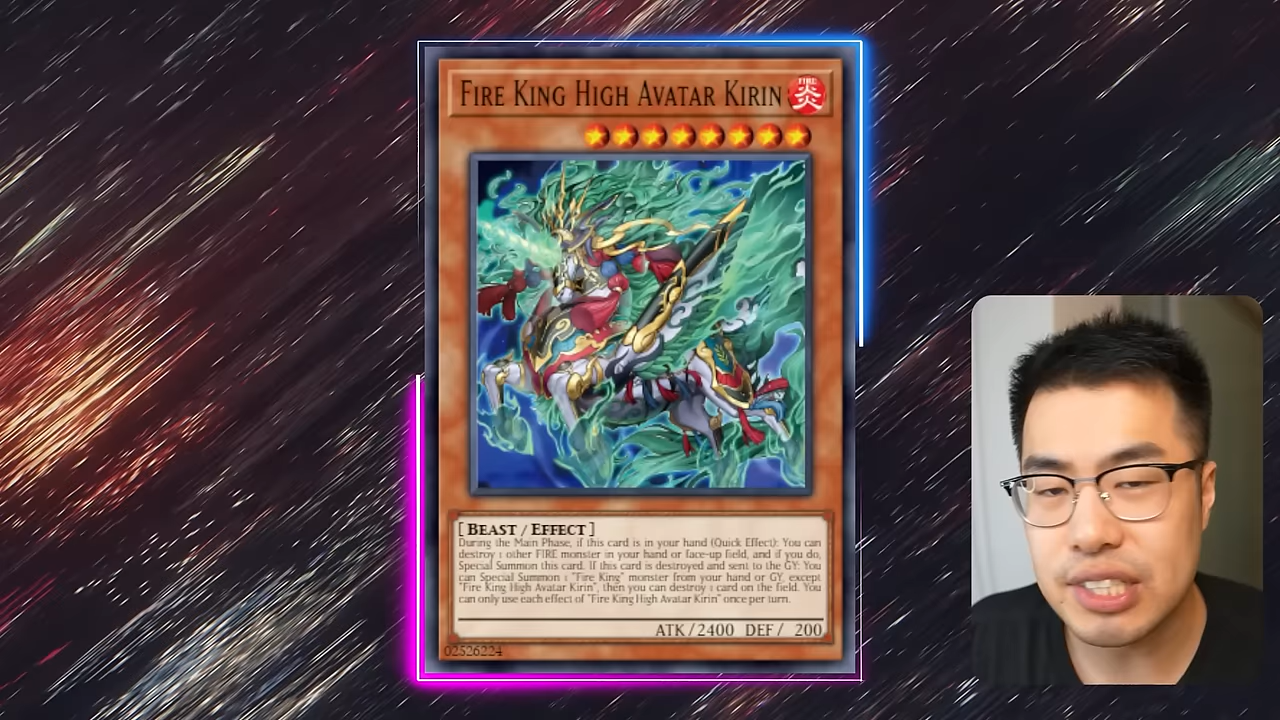 FIRE KING HIGH AVATAR KIRIN
FIRE
炎
[ BEAST / EFFECT ]
During the Main Phase, if this card is in your hand (Quick Effect): You can
destroy 1 other FIRE monster in your hand or face-up field, and if you do,
Special Summon this card. If this card is destroyed and sent to the GY: You
can Special Summon 1 "Fire King" monster from your hand or GY, except
"Fire King High Avatar Kirin", then you can destroy 1 card on the field. You
can only use each effect of "Fire King High Avatar Kirin" once per turn.
ATK/2400 DEF/ 200
02526224